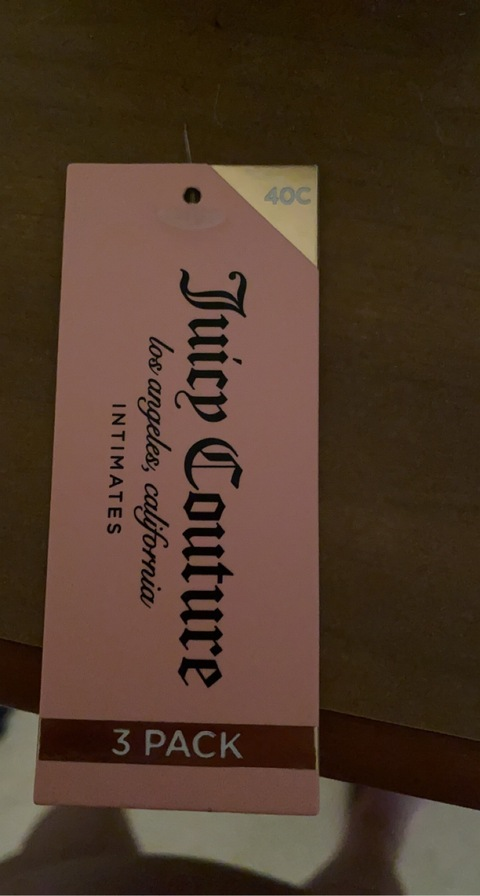 40C
Juicy Couture
los angeles, california
INTIMATES
3 PACK